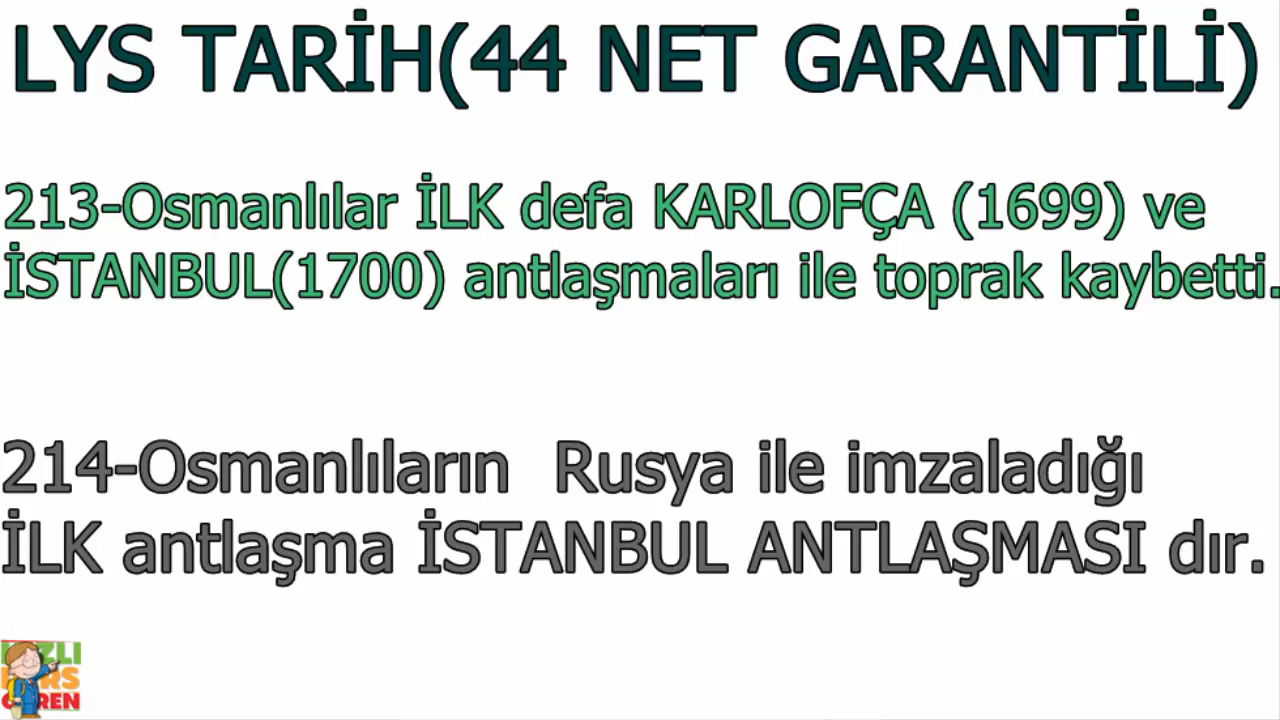 LYS TARİH(44 NET GARANTİLİ)
213-Osmanlılar İLK defa KARLOFÇA (1699) ve
İSTANBUL(1700) antlaşmaları ile toprak kaybetti.
214-Osmanlıların Rusya ile imzaladığı
İLK antlaşma İSTANBUL ANTLAŞMASI dır.